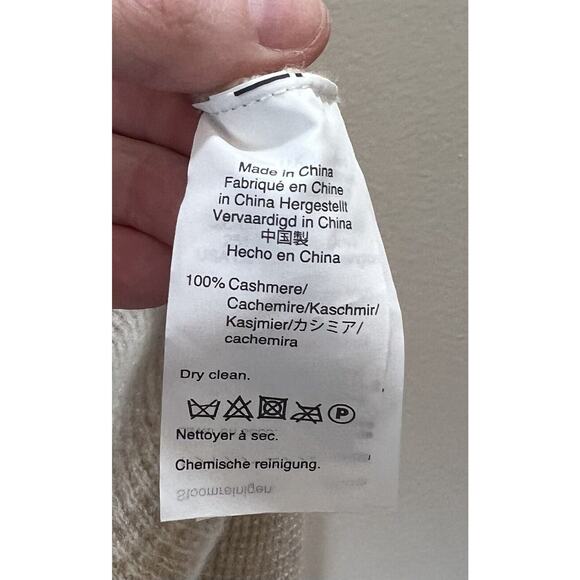 Made in China
Fabriqué en Chine
in China Hergestellt
Vervaardigd in China
中国製
Hecho en China
100% Cashmere/
Cachemire/Kaschmir/
Kasjmier/カシミア/
cachemira
Dry clean.
P
Nettoyer à sec.
Chemische reinigung.
Stoomreinigen